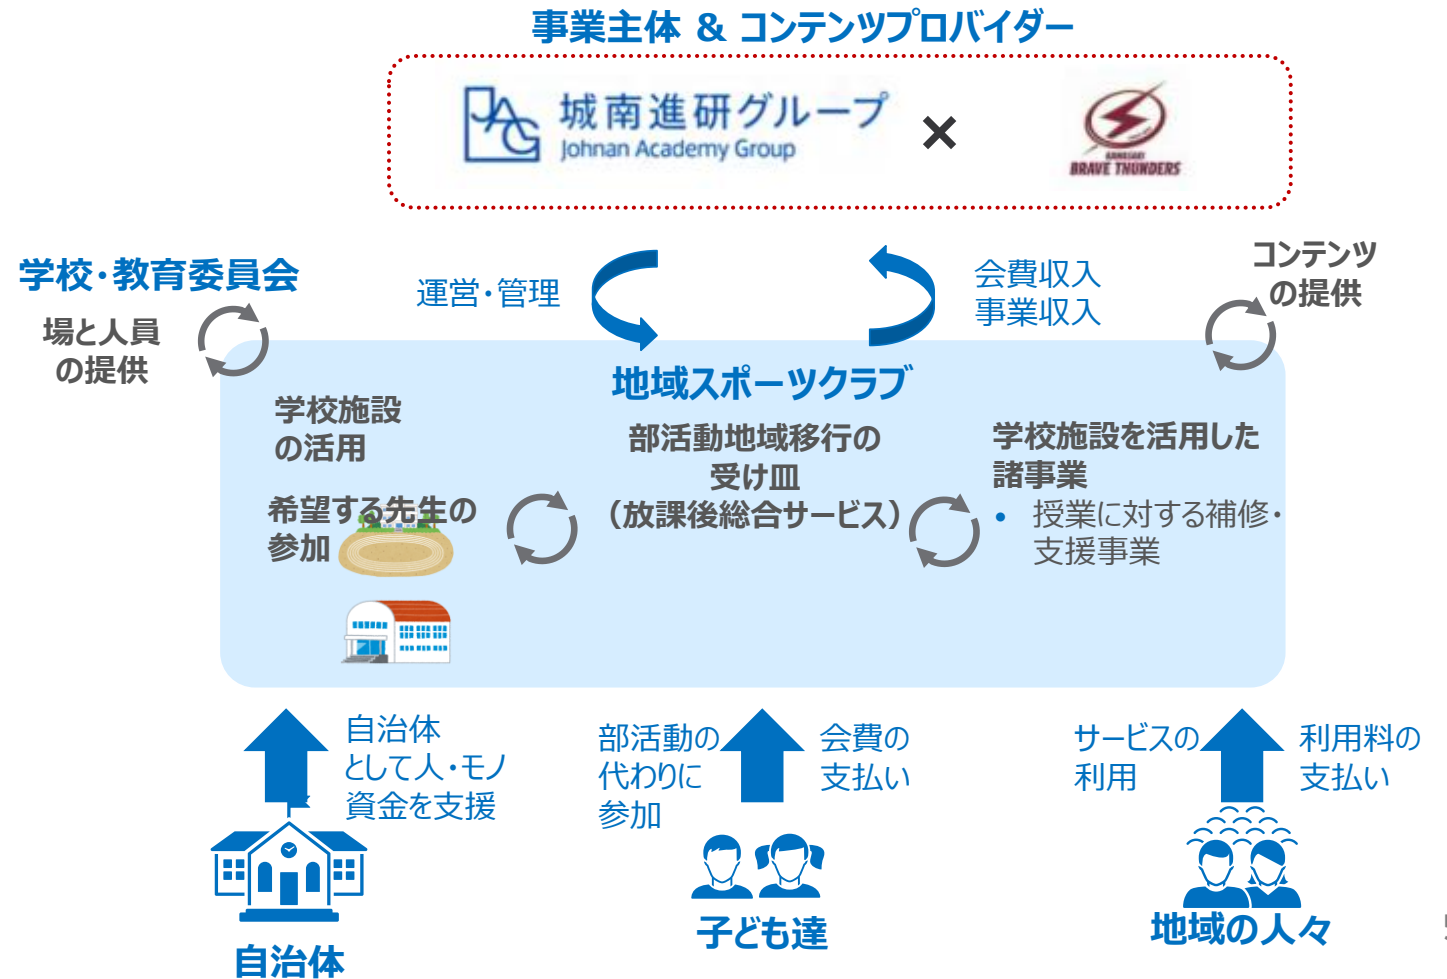 事業主体 & コンテンツプロバイダー
JAG
城南進研グループ
Johnan Academy Group
×
KAWASAKI
BRAVE THUNDERS
学校・教育委員会
場と人員
の提供
運営・管理
会費収入
事業収入
コンテンツ
の提供
地域スポーツクラブ
学校施設
の活用
希望する先生の
参加
部活動地域移行の
受け皿
（放課後総合サービス）
学校施設を活用した
諸事業
• 授業に対する補修・
支援事業
自治体
として人・モノ
資金を支援
部活動の
代わりに
参加
会費の
支払い
サービスの
利用
利用料の
支払い
自治体
子ども達
地域の人々